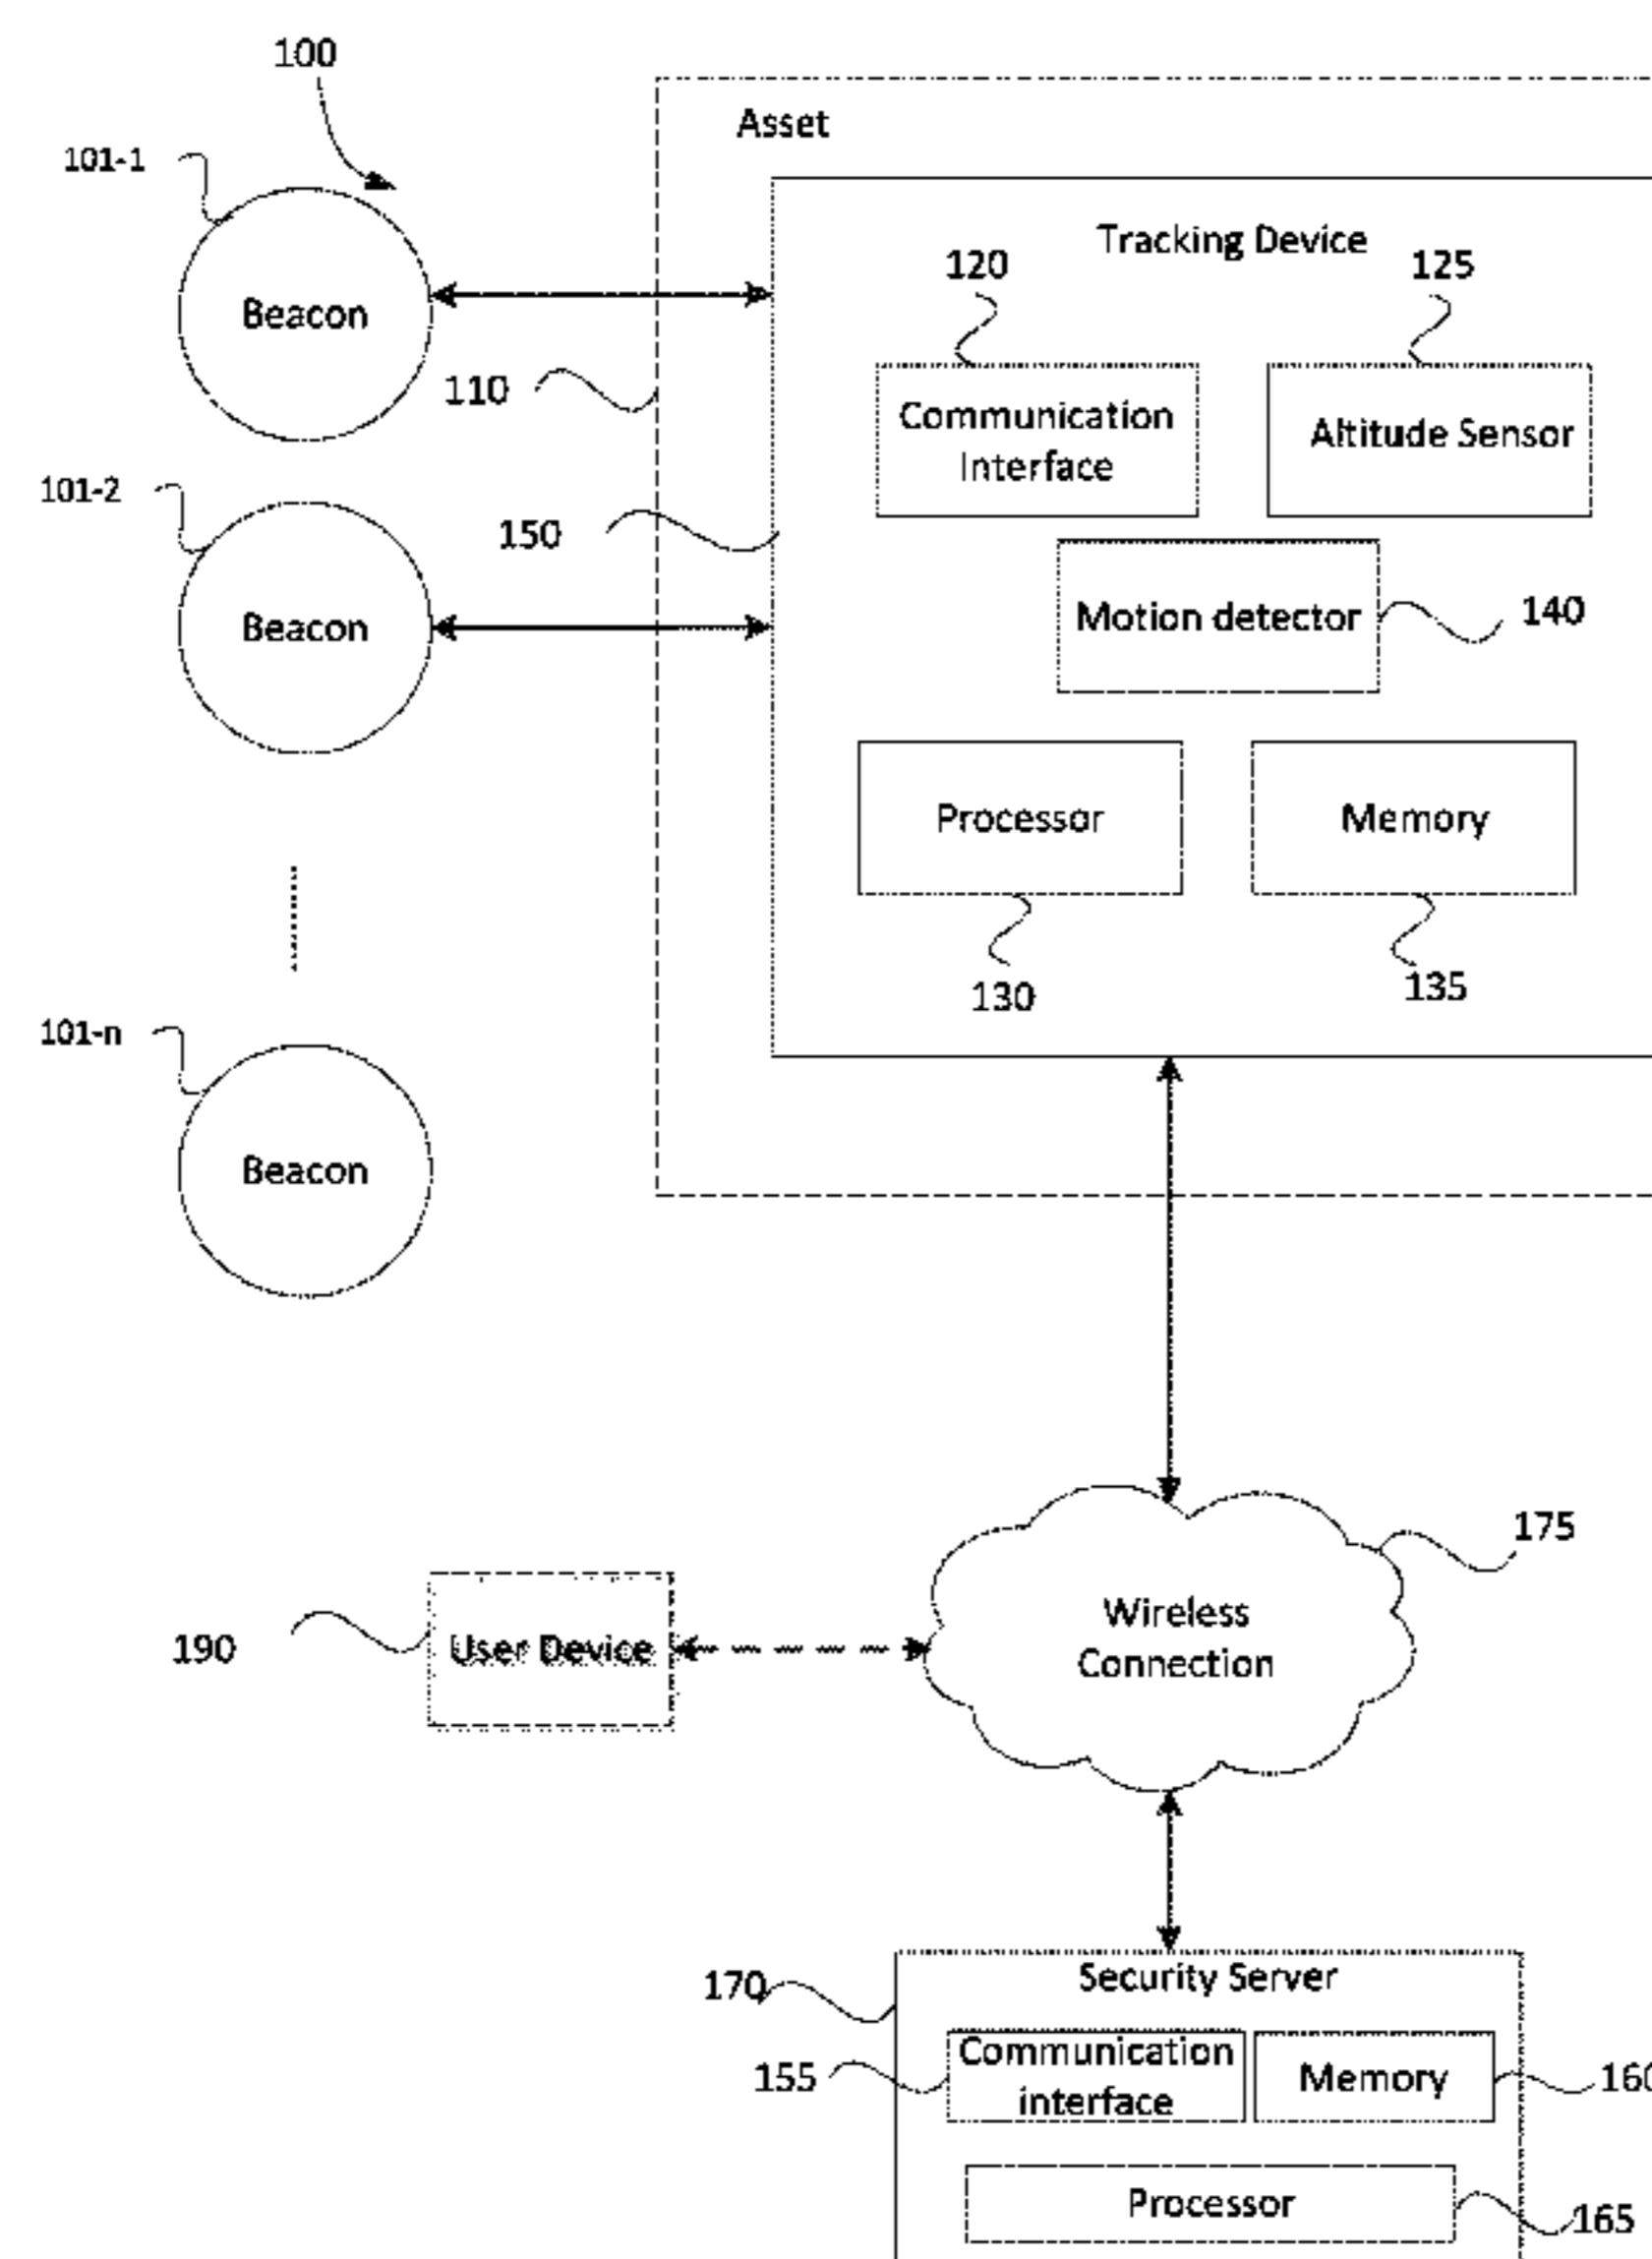 100
Asset
101-1
Tracking Device
120
125
Beacon
110
Communication
Interface
Altitude Sensor
101-2
150
Beacon
Motion detector
140
Processor
Memory
130
135
101-n
Beacon
175
Wireless
Connection
190
User Device
170
Security Server
155
Communication
interface
Memory
160
Processor
165